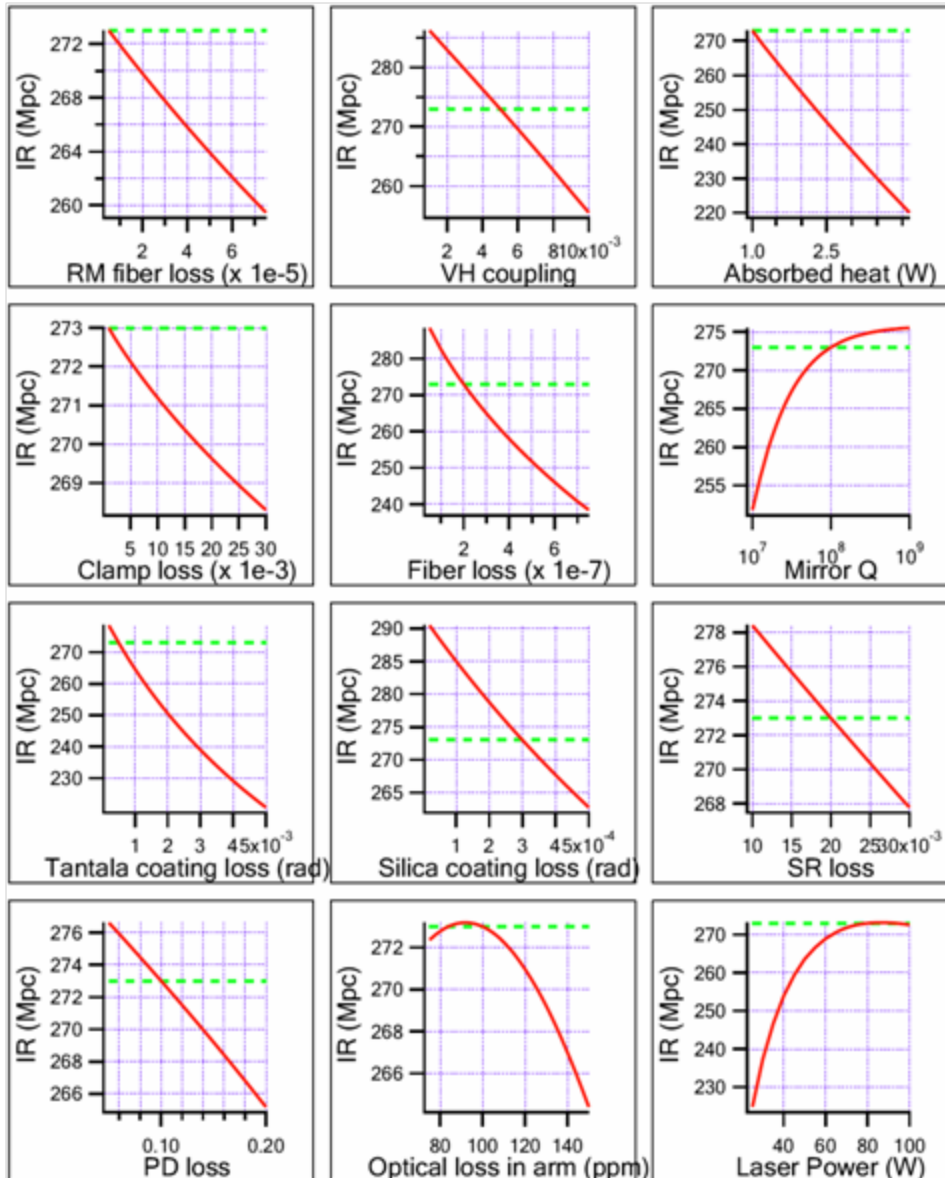 IR (Mpc)
272
268
264
260
2 4 6
RM fiber loss (x 1e-5)
IR (Mpc)
280
270
260
2 4 6 810x10⁻³
VH coupling
IR (Mpc)
270
260
250
240
230
220
1.0 2.5
Absorbed heat (W)
IR (Mpc)
273
272
271
270
269
5 10 15 20 25 30
Clamp loss (x 1e-3)
IR (Mpc)
280
270
260
250
240
2 4 6
Fiber loss (x 1e-7)
IR (Mpc)
275
270
265
260
255
10⁷ 10⁸ 10⁹
Mirror Q
IR (Mpc)
270
260
250
240
230
1 2 3 45x10⁻³
Tantala coating loss (rad)
IR (Mpc)
290
285
280
275
270
265
1 2 3 45x10⁻⁴
Silica coating loss (rad)
IR (Mpc)
278
276
274
272
270
268
10 15 20 2530x10⁻³
SR loss
IR (Mpc)
276
274
272
270
268
266
0.10 0.20
PD loss
IR (Mpc)
272
270
268
266
80 100 120 140
Optical loss in arm (ppm)
IR (Mpc)
270
260
250
240
230
40 60 80 100
Laser Power (W)